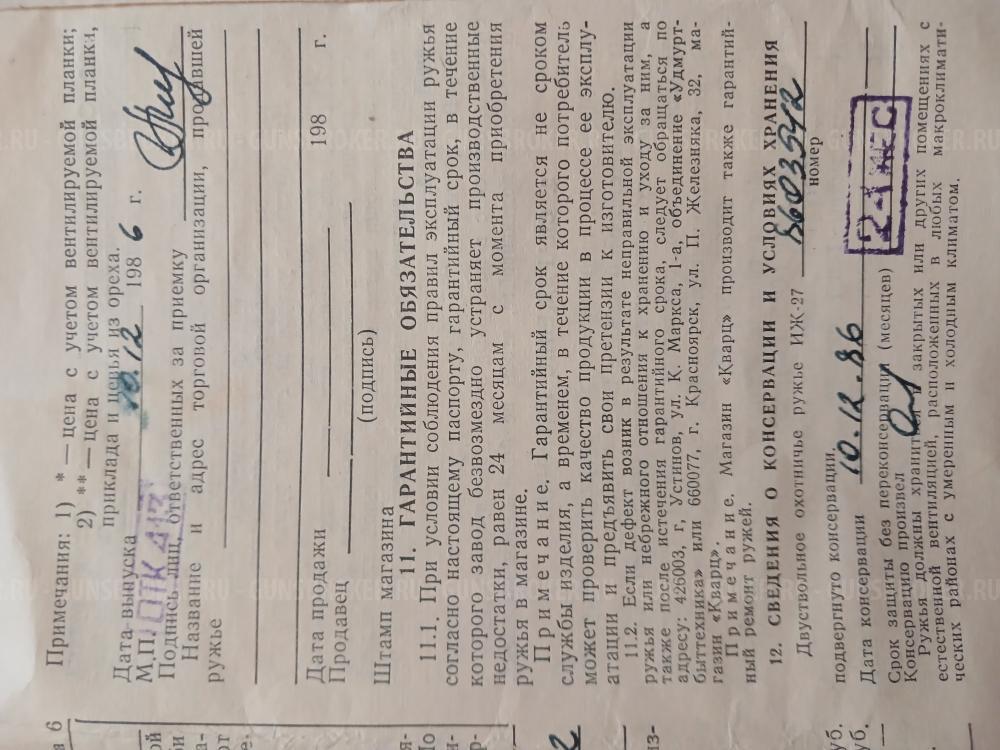 Примечания: 1) * — цена с учетом вентилируемой планки;
2) ** — цена с учетом вентилируемой планки,
приклада и цевья из ореха.
Дата выпуска 10.12 198 6 г.
М.П. ОТК 417
Подпись лиц, ответственных за приемку
Название и адрес торговой организации, продавшей
ружье
Дата продажи 198 г.
Продавец
(подпись)
Штамп магазина
11. ГАРАНТИЙНЫЕ ОБЯЗАТЕЛЬСТВА
11.1. При условии соблюдения правил эксплуатации ружья
согласно настоящему паспорту, гарантийный срок, в течение
которого завод безвозмездно устраняет производственные
недостатки, равен 24 месяцам с момента приобретения
ружья в магазине.
Примечание. Гарантийный срок является не сроком
службы изделия, а временем, в течение которого потребитель
может проверить качество продукции в процессе ее эксплу-
атации и предъявить свои претензии к изготовителю.
11.2. Если дефект возник в результате неправильной эксплуатации
ружья или небрежного отношения к хранению и уходу за ним, а
также после истечения гарантийного срока, следует обращаться по
адресу: 426003, г, Устинов, ул. К. Маркса, 1-а, объединение «Удмурт-
быттехника» или 660077, г. Красноярск, ул. П. Железняка, 32, ма-
газин «Кварц».
Примечание. Магазин «Кварц» производит также гарантий-
ный ремонт ружей.
12. СВЕДЕНИЯ О КОНСЕРВАЦИИ И УСЛОВИЯХ ХРАНЕНИЯ
Двуствольное охотничье ружье ИЖ-27 8603942
номер
подвергнуто консервации.
Дата консервации 10.12.86
Срок защиты без переконсервации (месяцев) 24 МЕС
Консервацию произвел
Ружья должны храниться в закрытых или других помещениях с
естественной вентиляцией, расположенных в любых макроклимати-
ческих районах с умеренным и холодным климатом.